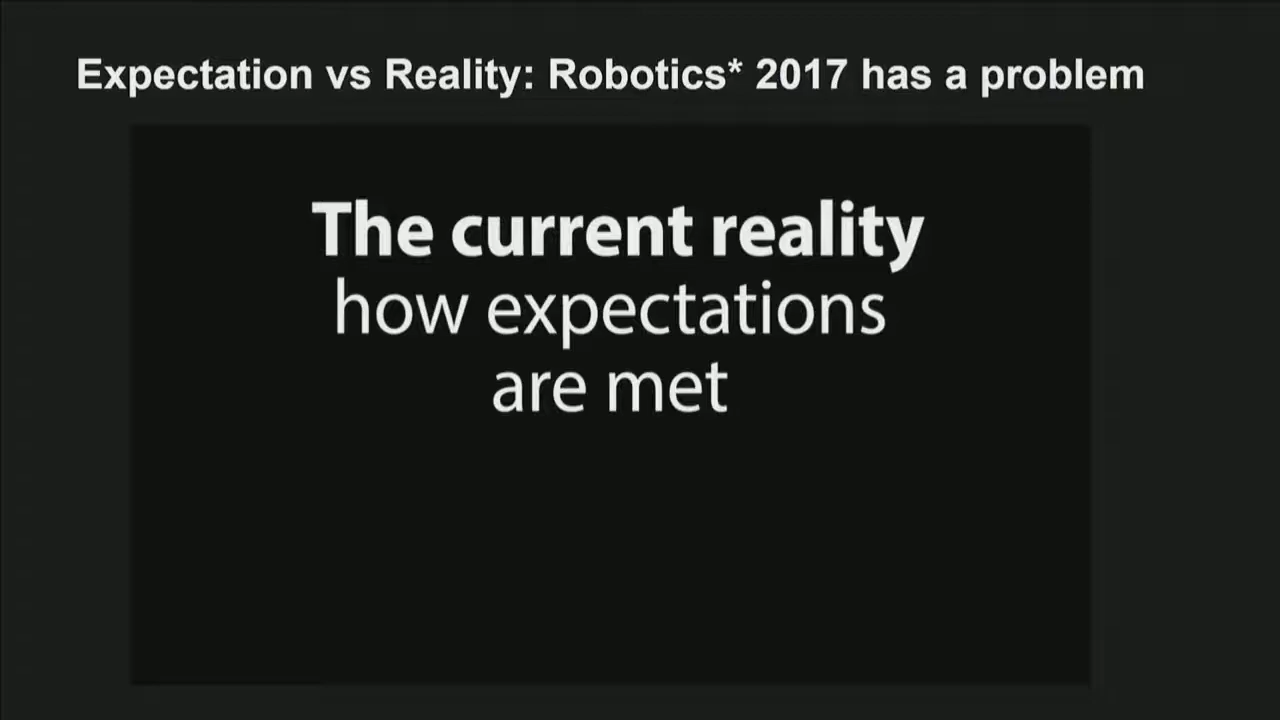 Expectation vs Reality: Robotics* 2017 has a problem
The current reality
how expectations
are met